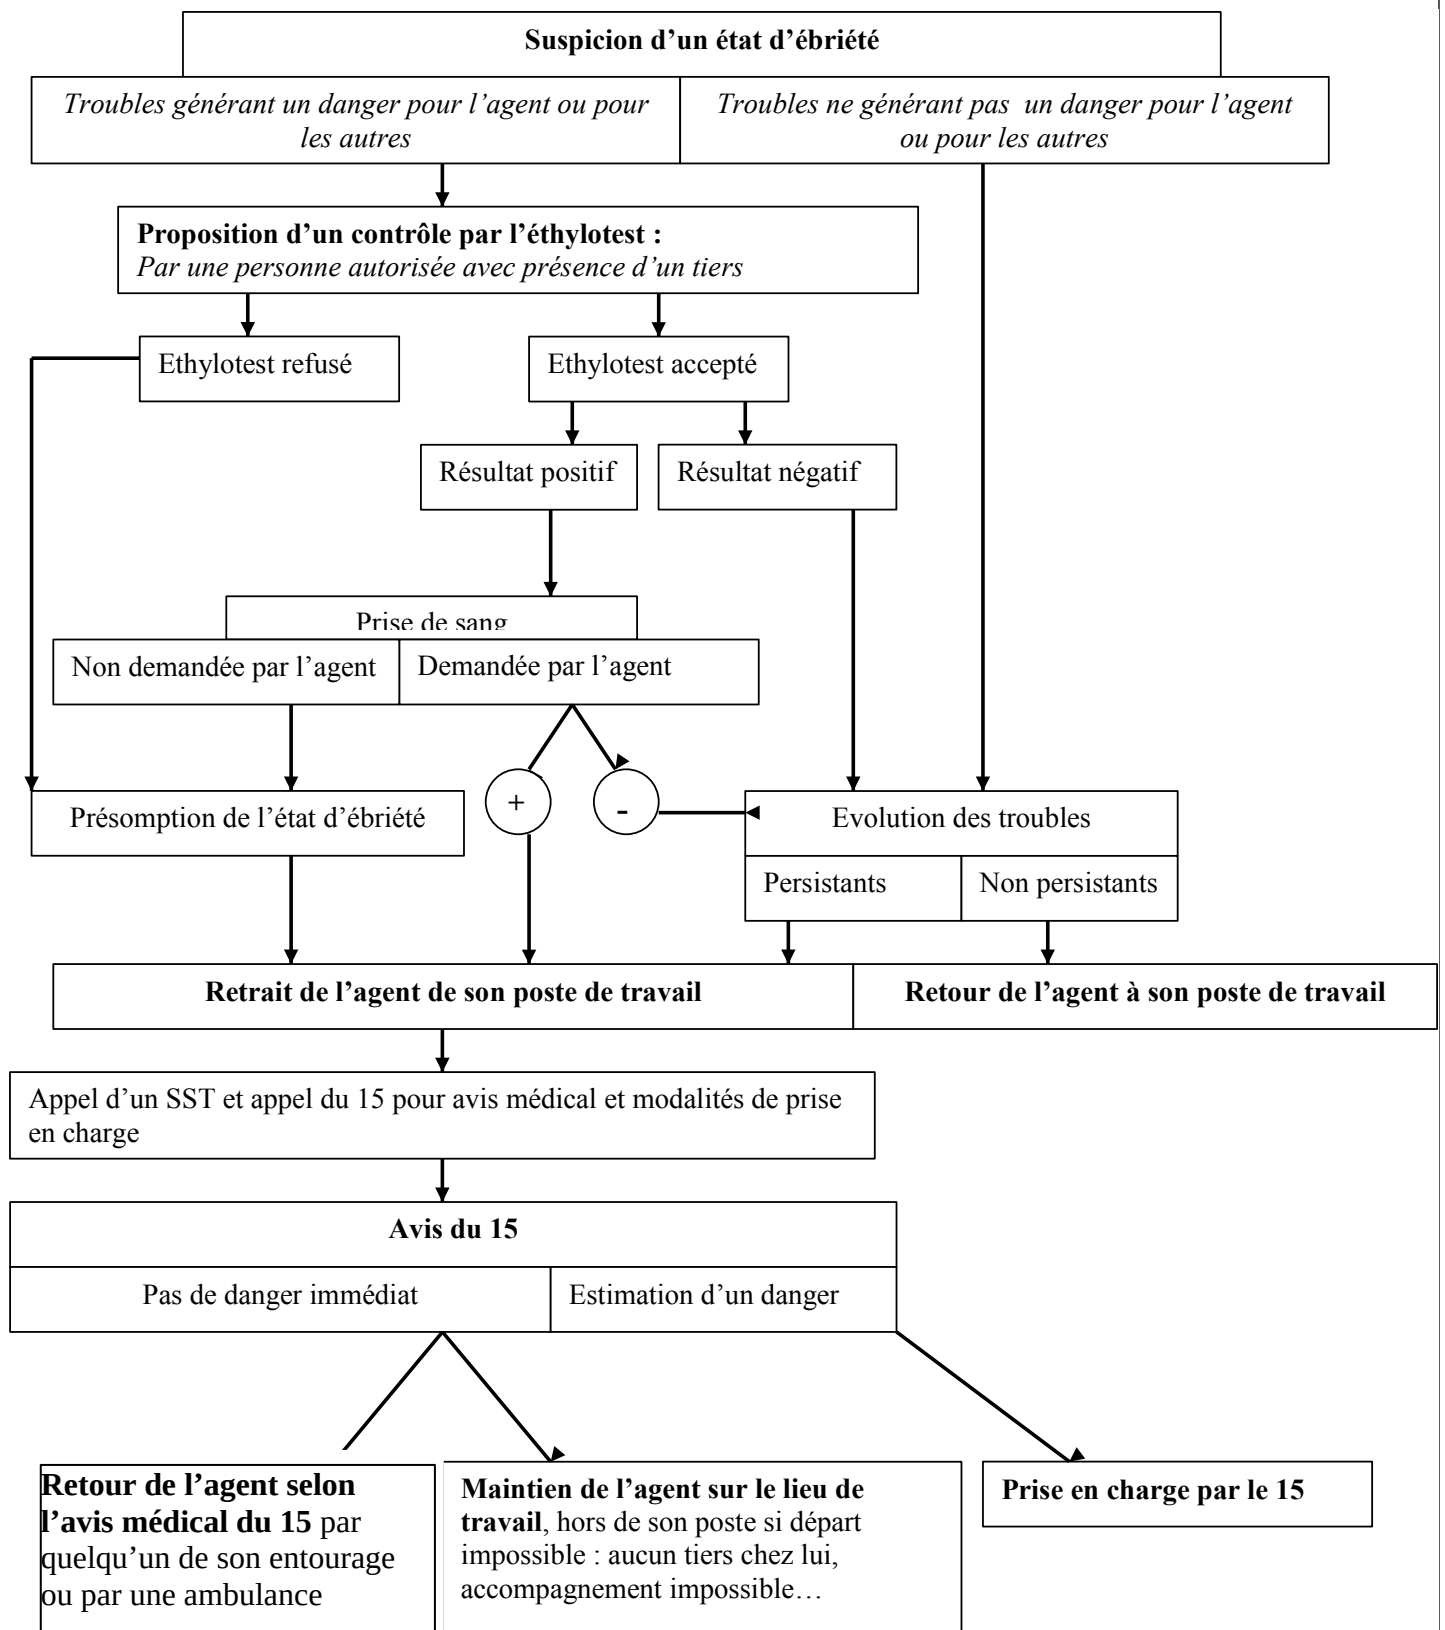 Suspicion d’un état d’ébriété
Troubles générant un danger pour l’agent ou pour
les autres
Troubles ne générant pas  un danger pour l’agent
ou pour les autres
Proposition d’un contrôle par l’éthylotest :
Par une personne autorisée avec présence d’un tiers
Ethylotest refusé
Ethylotest accepté
Résultat positif
Résultat négatif
Prise de sang
Non demandée par l’agent
Demandée par l’agent
+
-
Présomption de l’état d’ébriété
Evolution des troubles
Persistants
Non persistants
Retrait de l’agent de son poste de travail
Retour de l’agent à son poste de travail
Appel d’un SST et appel du 15 pour avis médical et modalités de prise
en charge
Avis du 15
Pas de danger immédiat
Estimation d’un danger
Retour de l’agent selon
l’avis médical du 15 par
quelqu’un de son entourage
ou par une ambulance
Maintien de l’agent sur le lieu de
travail, hors de son poste si départ
impossible : aucun tiers chez lui,
accompagnement impossible…
Prise en charge par le 15